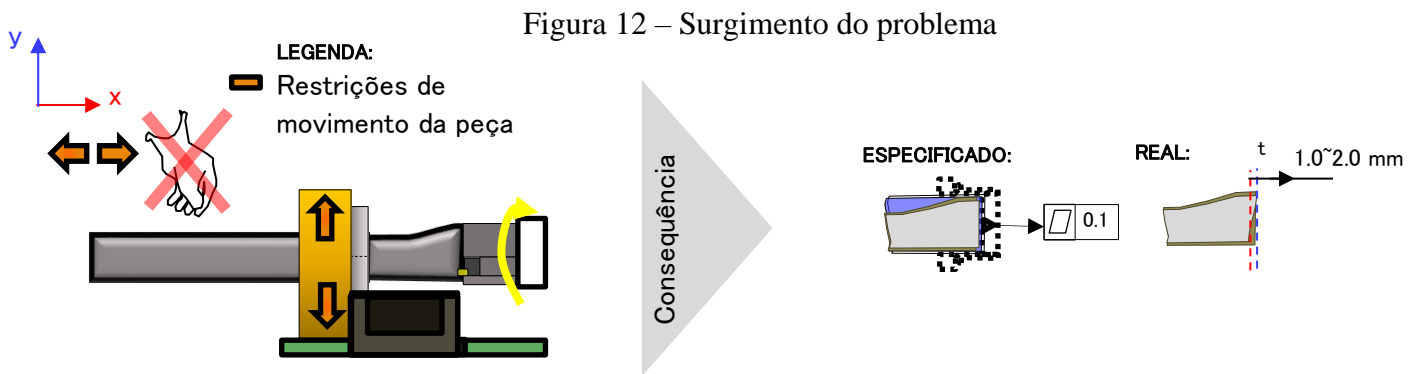 Figura 12 – Surgimento do problema
y
x
LEGENDA:
Restrições de
movimento da peça
Consequência
ESPECIFICADO:
0.1
REAL:
t
1.0~2.0 mm